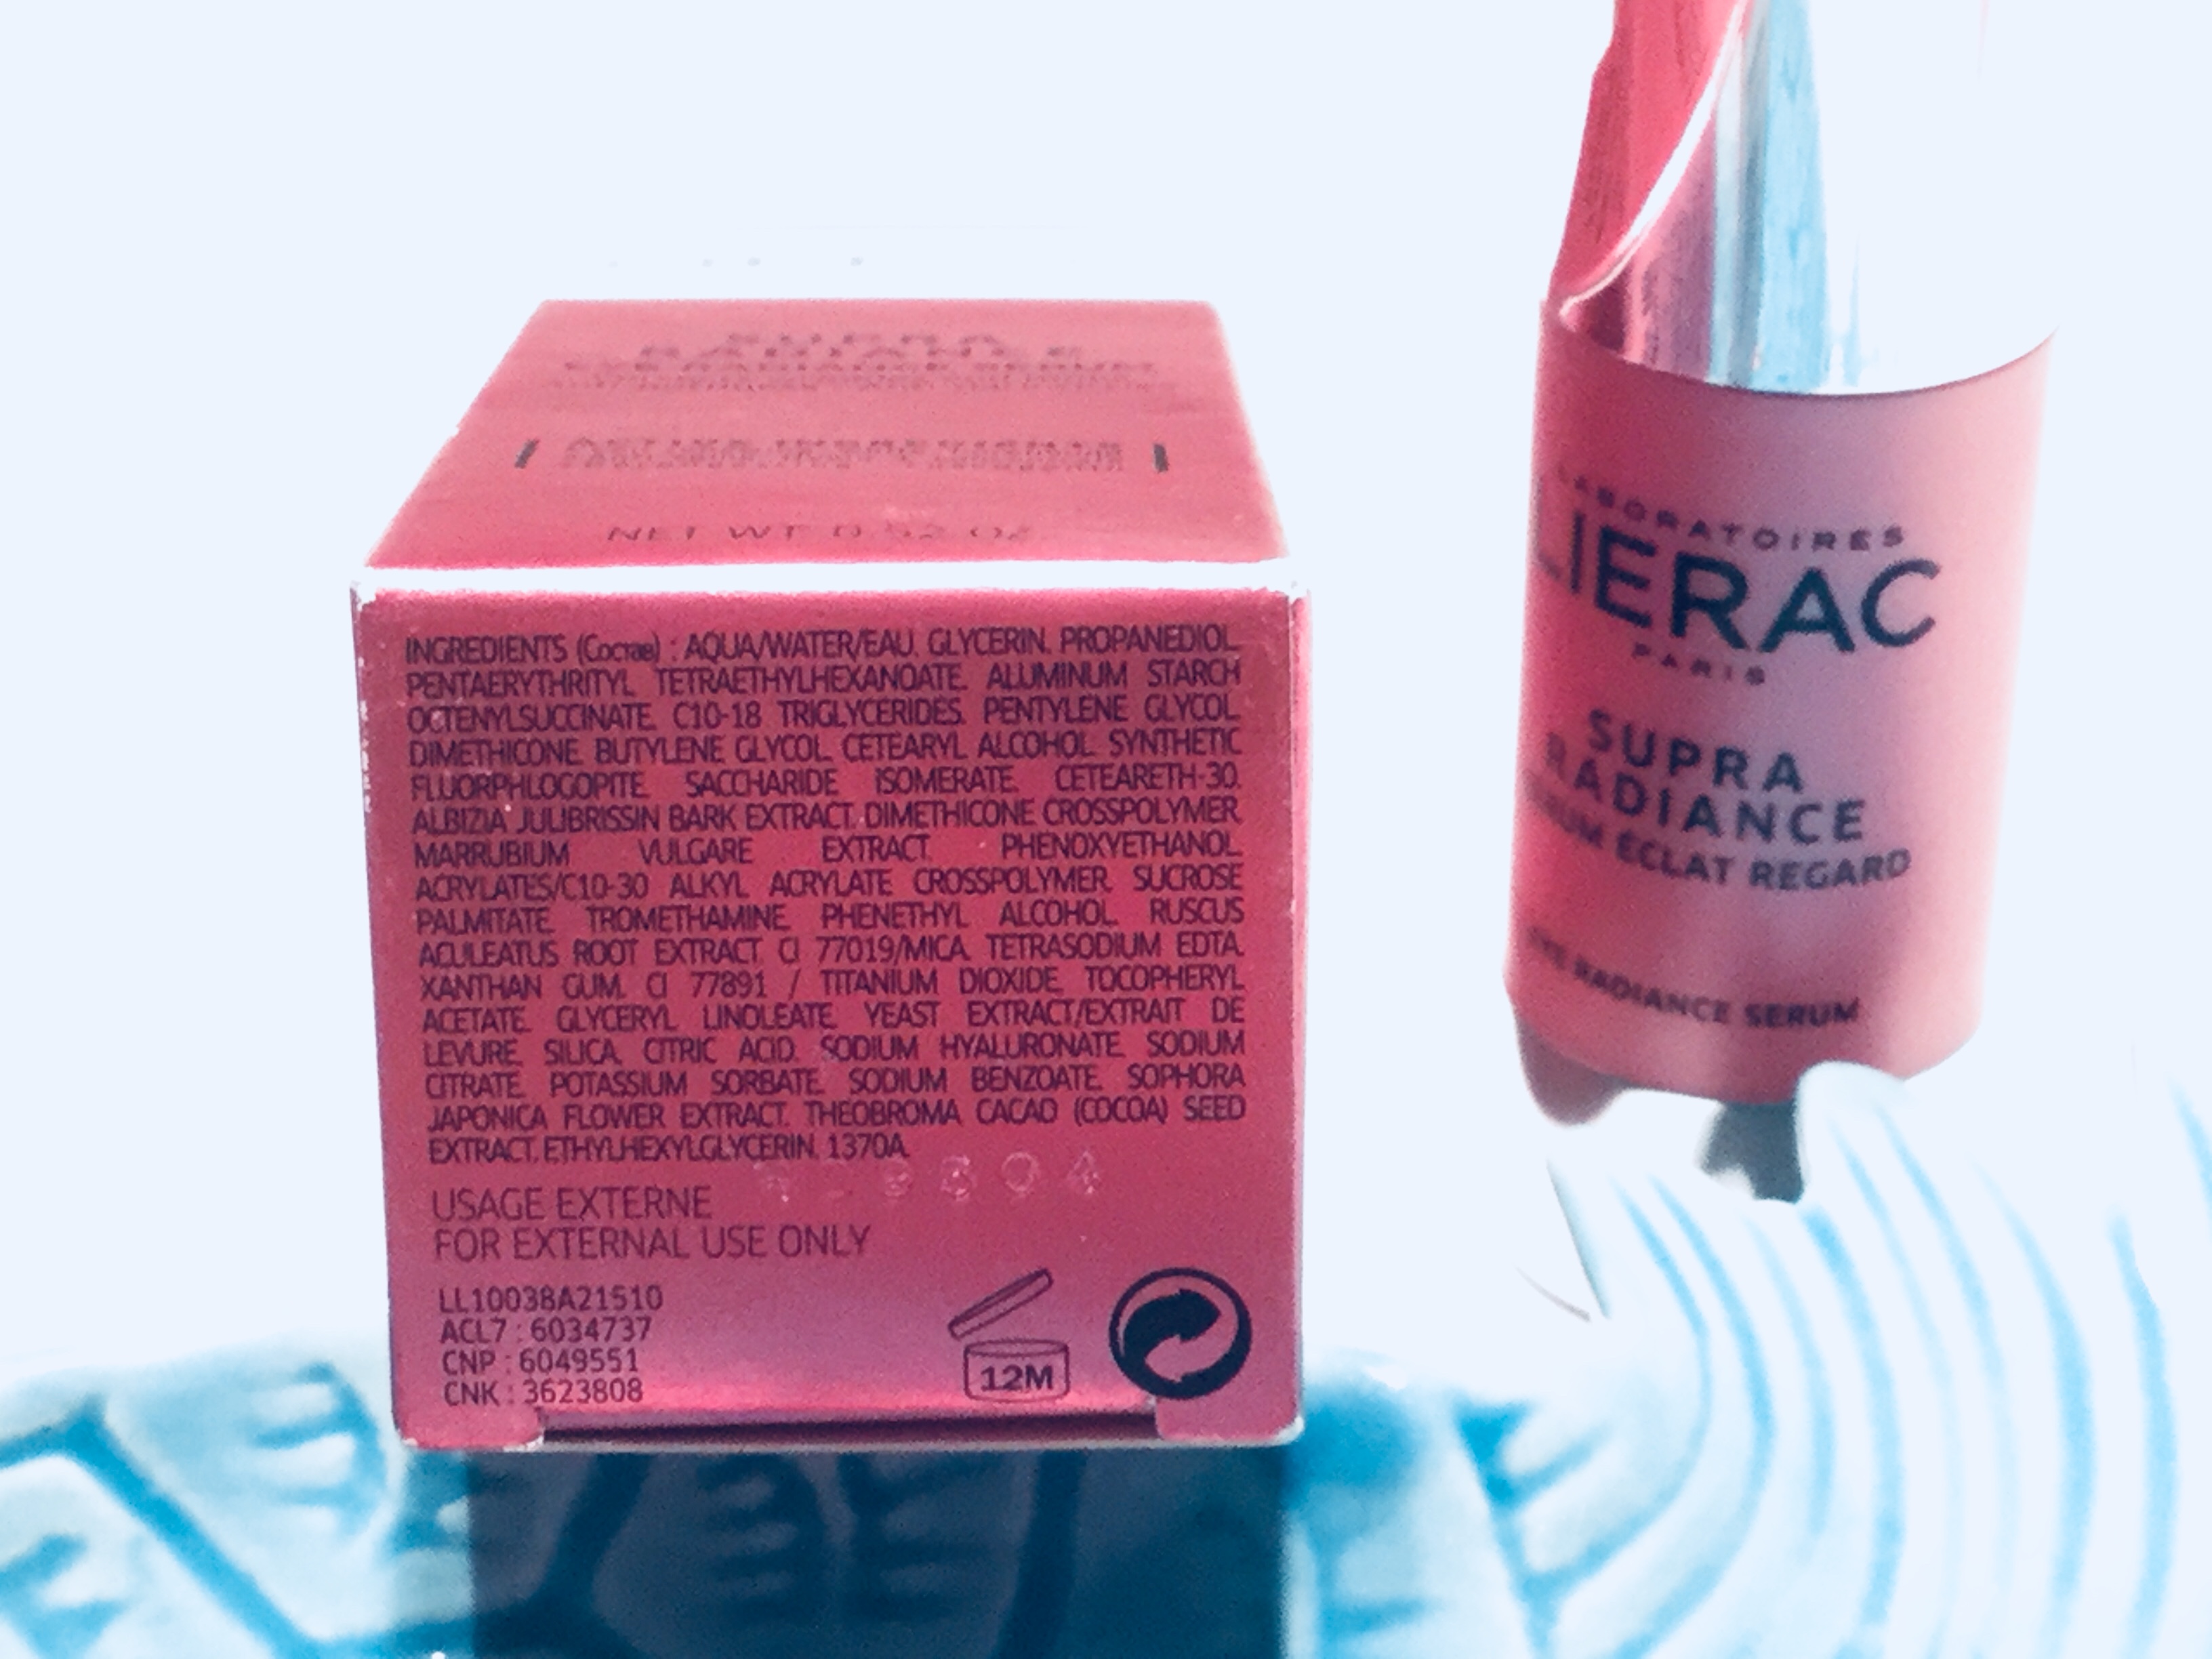 NET WT 0.52 OZ
INGREDIENTS (Состав) : AQUA/WATER/EAU. GLYCERIN. PROPANEDIOL.
PENTAERYTHRITYL TETRAETHYLHEXANOATE. ALUMINUM STARCH
OCTENYLSUCCINATE. C10-18 TRIGLYCERIDES. PENTYLENE GLYCOL.
DIMETHICONE. BUTYLENE GLYCOL. CETEARYL ALCOHOL. SYNTHETIC
FLUORPHLOGOPITE. SACCHARIDE ISOMERATE. CETEARETH-30.
ALBIZIA JULIBRISSIN BARK EXTRACT. DIMETHICONE CROSSPOLYMER.
MARRUBIUM VULGARE EXTRACT. PHENOXYETHANOL.
ACRYLATES/C10-30 ALKYL ACRYLATE CROSSPOLYMER. SUCROSE
PALMITATE. TROMETHAMINE. PHENETHYL ALCOHOL. RUSCUS
ACULEATUS ROOT EXTRACT. CI 77019/MICA. TETRASODIUM EDTA.
XANTHAN GUM. CI 77891 / TITANIUM DIOXIDE. TOCOPHERYL
ACETATE. GLYCERYL LINOLEATE. YEAST EXTRACT/EXTRAIT DE
LEVURE. SILICA. CITRIC ACID. SODIUM HYALURONATE. SODIUM
CITRATE. POTASSIUM SORBATE. SODIUM BENZOATE. SOPHORA
JAPONICA FLOWER EXTRACT. THEOBROMA CACAO (COCOA) SEED
EXTRACT. ETHYLHEXYLGLYCERIN. 1370A.
USAGE EXTERNE
FOR EXTERNAL USE ONLY
LL10038A21510
ACL7 : 6034737
CNP : 6049551
CNK : 3623808
12M
LABORATOIRES
LIERAC
PARIS
SUPRA
RADIANCE
ÉCLAT REGARD
RADIANCE SERUM